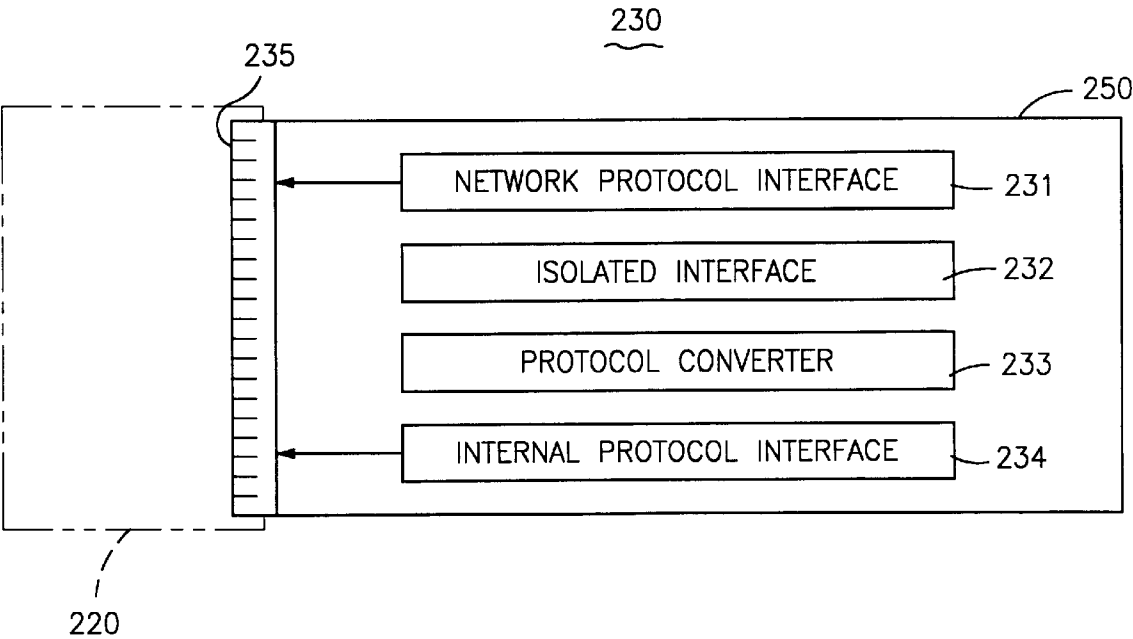 230
235
250
NETWORK PROTOCOL INTERFACE
231
ISOLATED INTERFACE
232
PROTOCOL CONVERTER
233
INTERNAL PROTOCOL INTERFACE
234
220